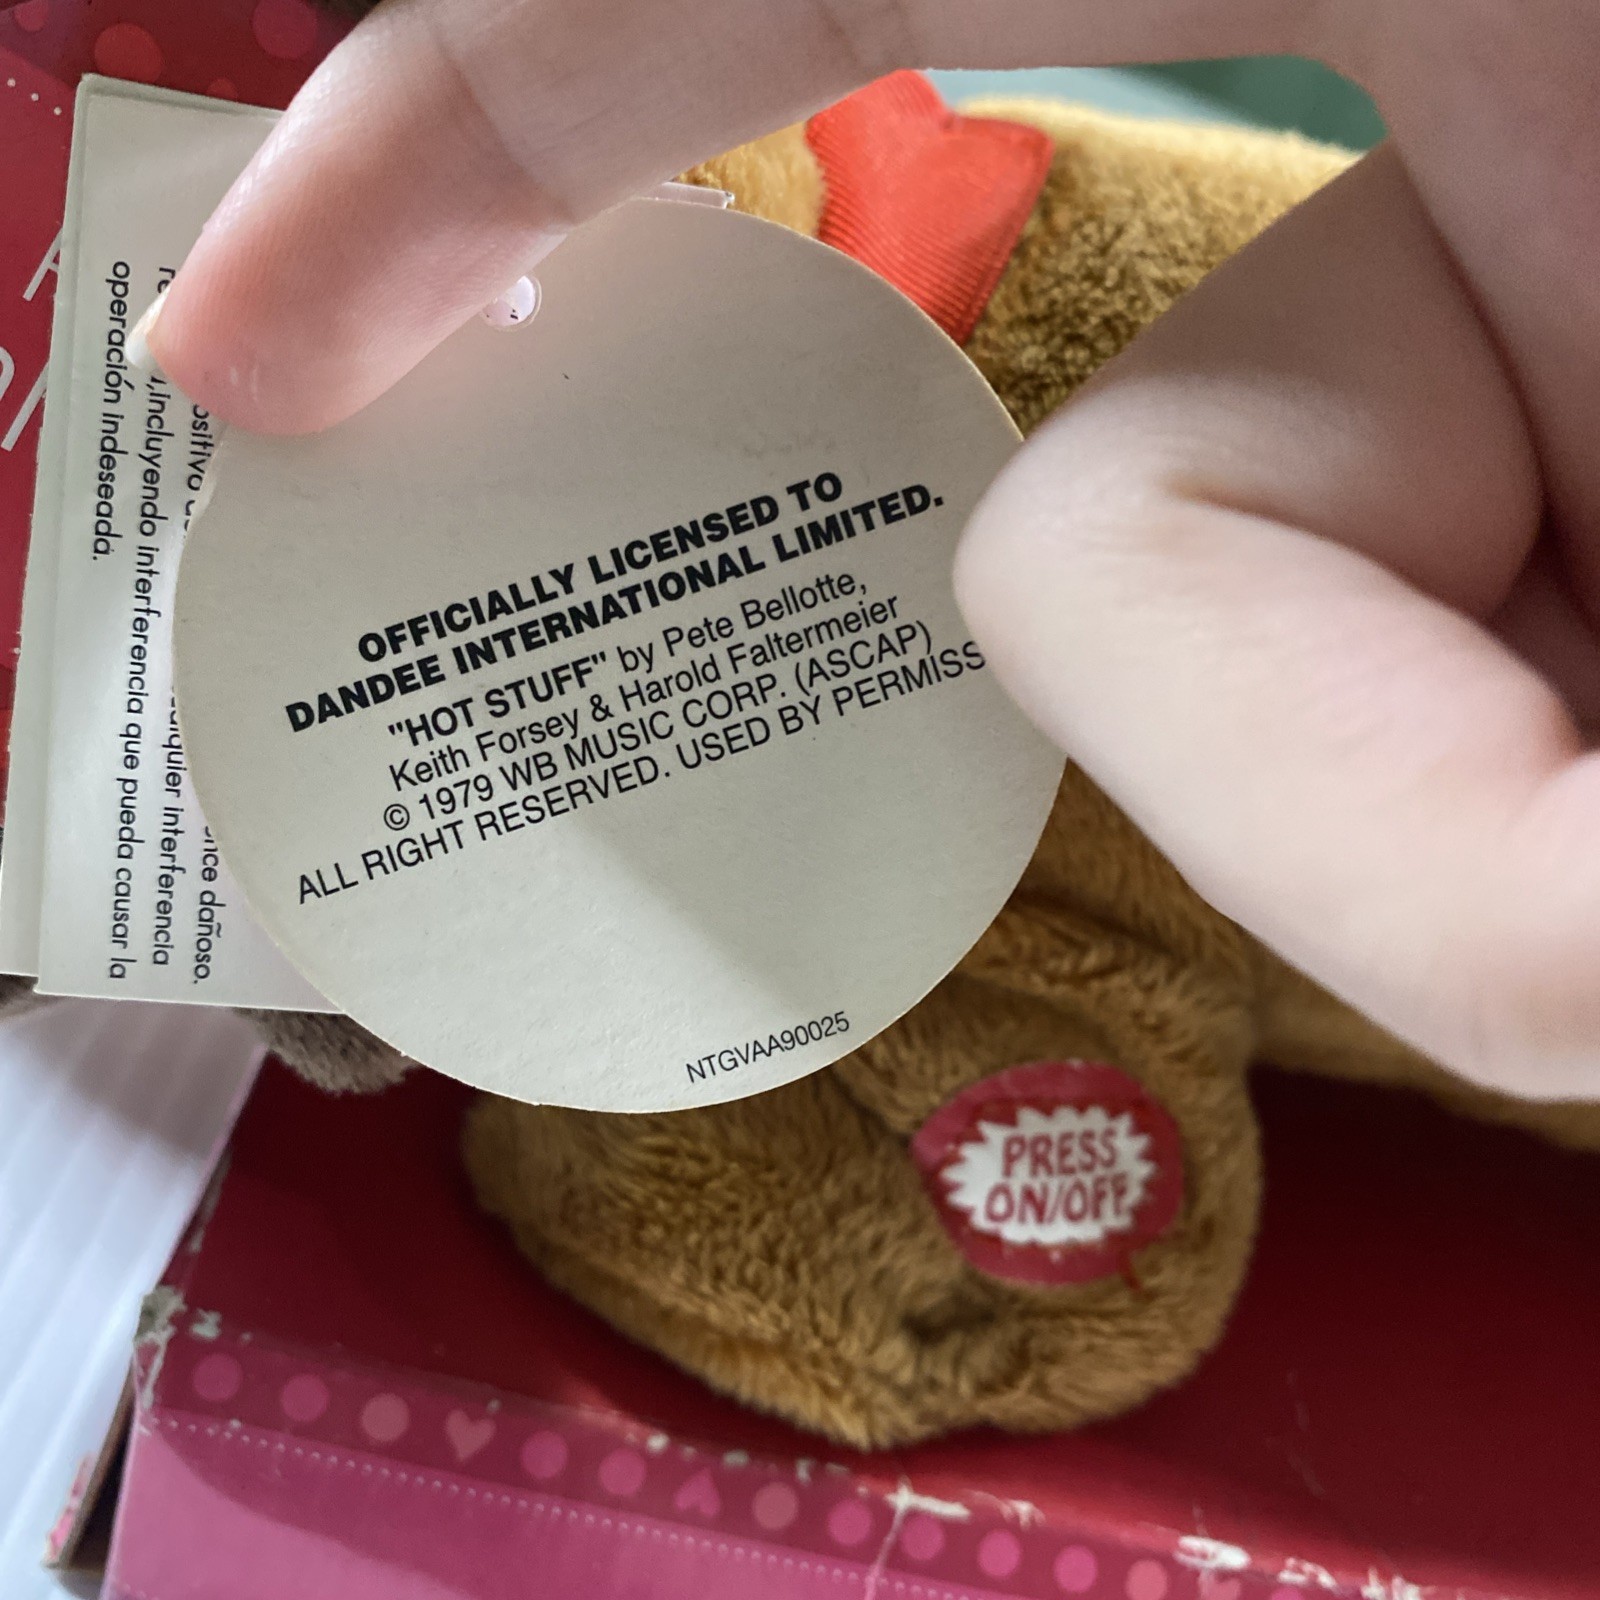 OFFICIALLY LICENSED TO
DANDEE INTERNATIONAL LIMITED.
"HOT STUFF" by Pete Bellotte,
Keith Forsey & Harold Faltermeier
© 1979 WB MUSIC CORP. (ASCAP)
ALL RIGHT RESERVED. USED BY PERMISS
NTGVAA90025
dañoso,
,incluyendo interferencia
interferencia que pueda causar la
operación indeseada.
PRESS
ON/OFF